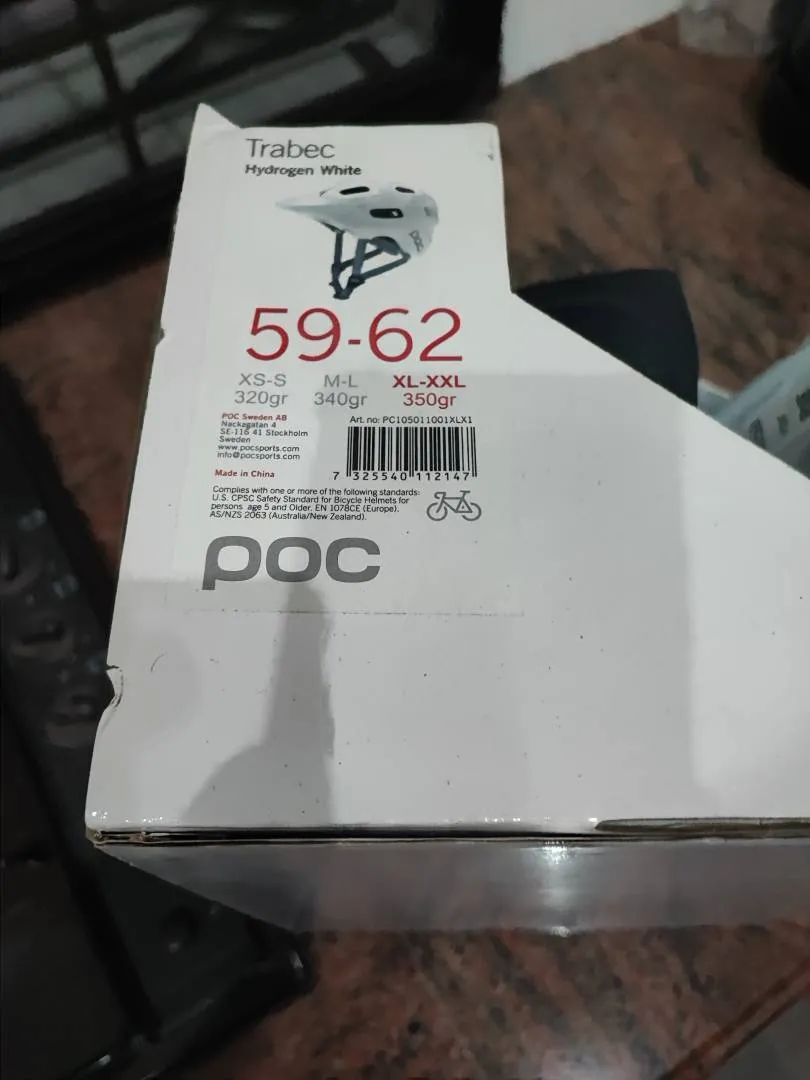 Trabec
Hydrogen White
poc
59-62
XS-S M-L XL-XXL
320gr 340gr 350gr
POC Sweden AB
Nackagatan 4
SE-116 41 Stockholm
Sweden
www.pocsports.com
info@pocsports.com
Made in China
Art. no: PC105011001XLX1
7 325540 112147
Complies with one or more of the following standards:
U.S. CPSC Safety Standard for Bicycle Helmets for
persons age 5 and Older. EN 1078CE (Europe).
AS/NZS 2063 (Australia/New Zealand).
poc